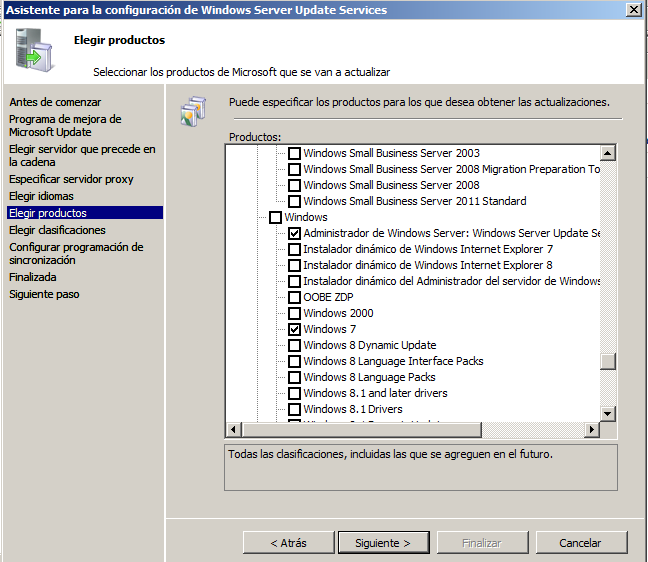 Asistente para la configuración de Windows Server Update Services
Elegir productos
Seleccionar los productos de Microsoft que se van a actualizar
Antes de comenzar
Programa de mejora de
Microsoft Update
Elegir servidor que precede en
la cadena
Especificar servidor proxy
Elegir idiomas
Elegir productos
Elegir clasificaciones
Configurar programación de
sincronización
Finalizada
Siguiente paso
Puede especificar los productos para los que desea obtener las actualizaciones.
Productos:
Windows Small Business Server 2003
Windows Small Business Server 2008 Migration Preparation To
Windows Small Business Server 2008
Windows Small Business Server 2011 Standard
Windows
Administrador de Windows Server: Windows Server Update Se
Instalador dinámico de Windows Internet Explorer 7
Instalador dinámico de Windows Internet Explorer 8
Instalador dinámico del Administrador del servidor de Windows
OOBE ZDP
Windows 2000
Windows 7
Windows 8 Dynamic Update
Windows 8 Language Interface Packs
Windows 8 Language Packs
Windows 8.1 and later drivers
Windows 8.1 Drivers
Todas las clasificaciones, incluidas las que se agreguen en el futuro.
< Atrás
Siguiente >
Finalizar
Cancelar